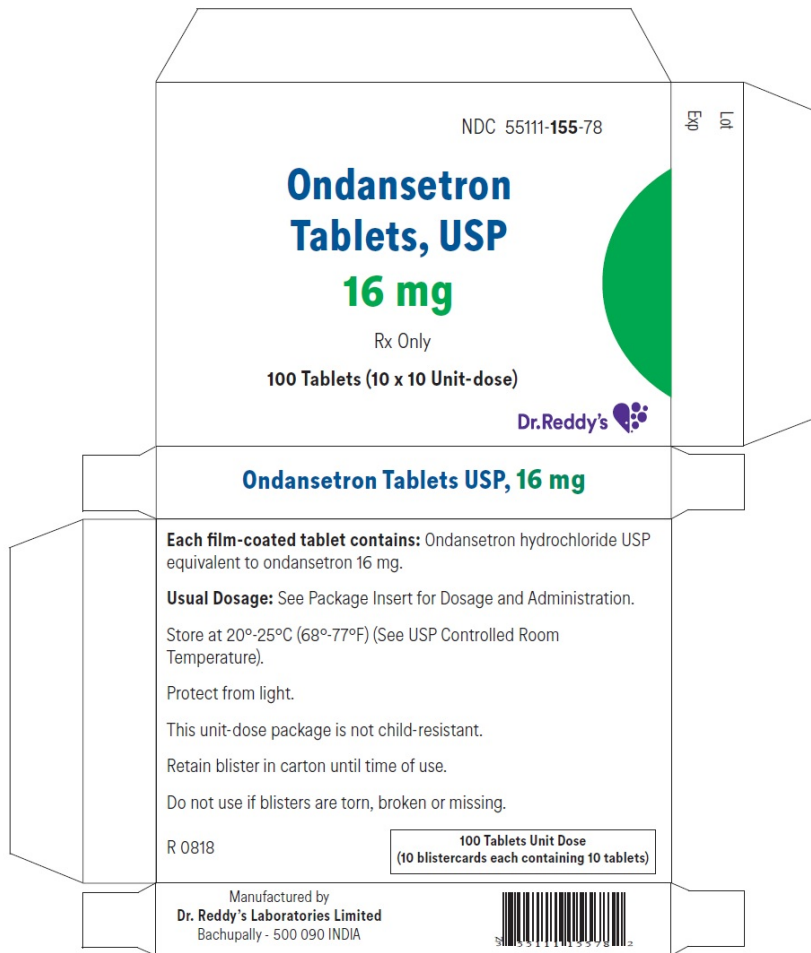 NDC 55111-155-78
Exp
Lot
Ondansetron
Tablets, USP
16 mg
Rx Only
100 Tablets (10 x 10 Unit-dose)
Dr.Reddy's
Ondansetron Tablets USP, 16 mg
Each film-coated tablet contains: Ondansetron hydrochloride USP
equivalent to ondansetron 16 mg.
Usual Dosage: See Package Insert for Dosage and Administration.
Store at 20º-25ºC (68º-77ºF) (See USP Controlled Room
Temperature).
Protect from light.
This unit-dose package is not child-resistant.
Retain blister in carton until time of use.
Do not use if blisters are torn, broken or missing.
R 0818
100 Tablets Unit Dose
(10 blistercards each containing 10 tablets)
Manufactured by
Dr. Reddy's Laboratories Limited
Bachupally - 500 090 INDIA